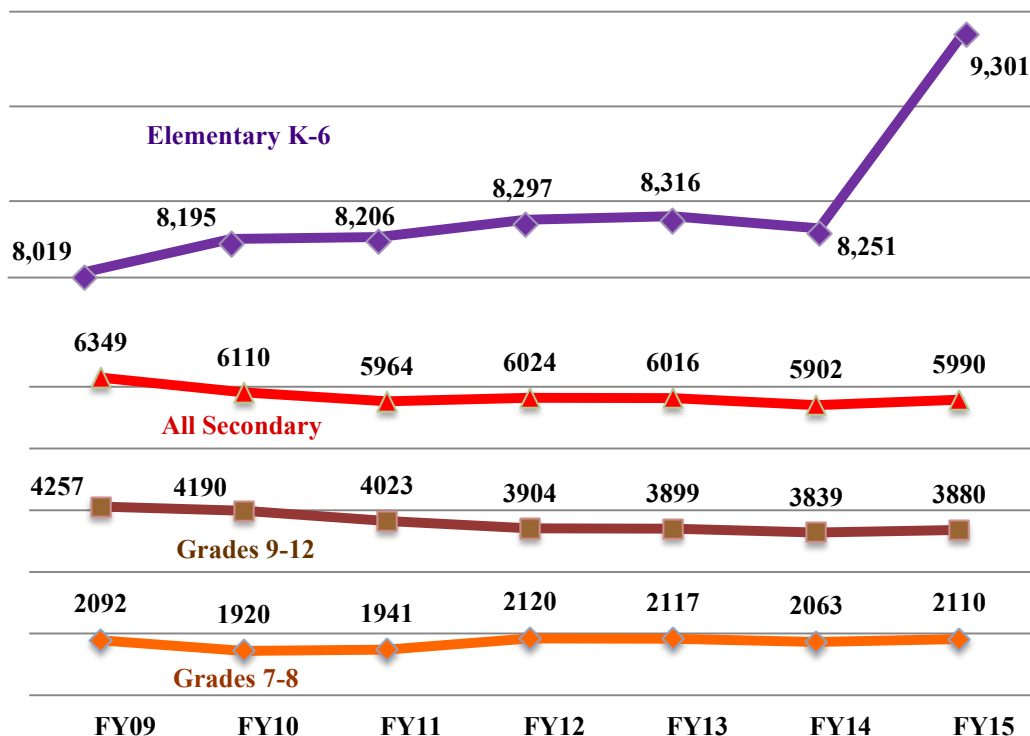 9,301
Elementary K-6
8,019 8,195 8,206 8,297 8,316 8,251
6349 6110 5964 6024 6016 5902 5990
All Secondary
4257 4190 4023 3904 3899 3839 3880
Grades 9-12
2092 1920 1941 2120 2117 2063 2110
Grades 7-8
FY09 FY10 FY11 FY12 FY13 FY14 FY15